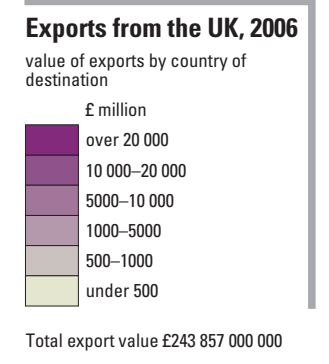 Exports from the UK, 2006
value of exports by country of
destination
£ million
over 20 000
10 000–20 000
5000–10 000
1000–5000
500–1000
under 500
Total export value £243 857 000 000